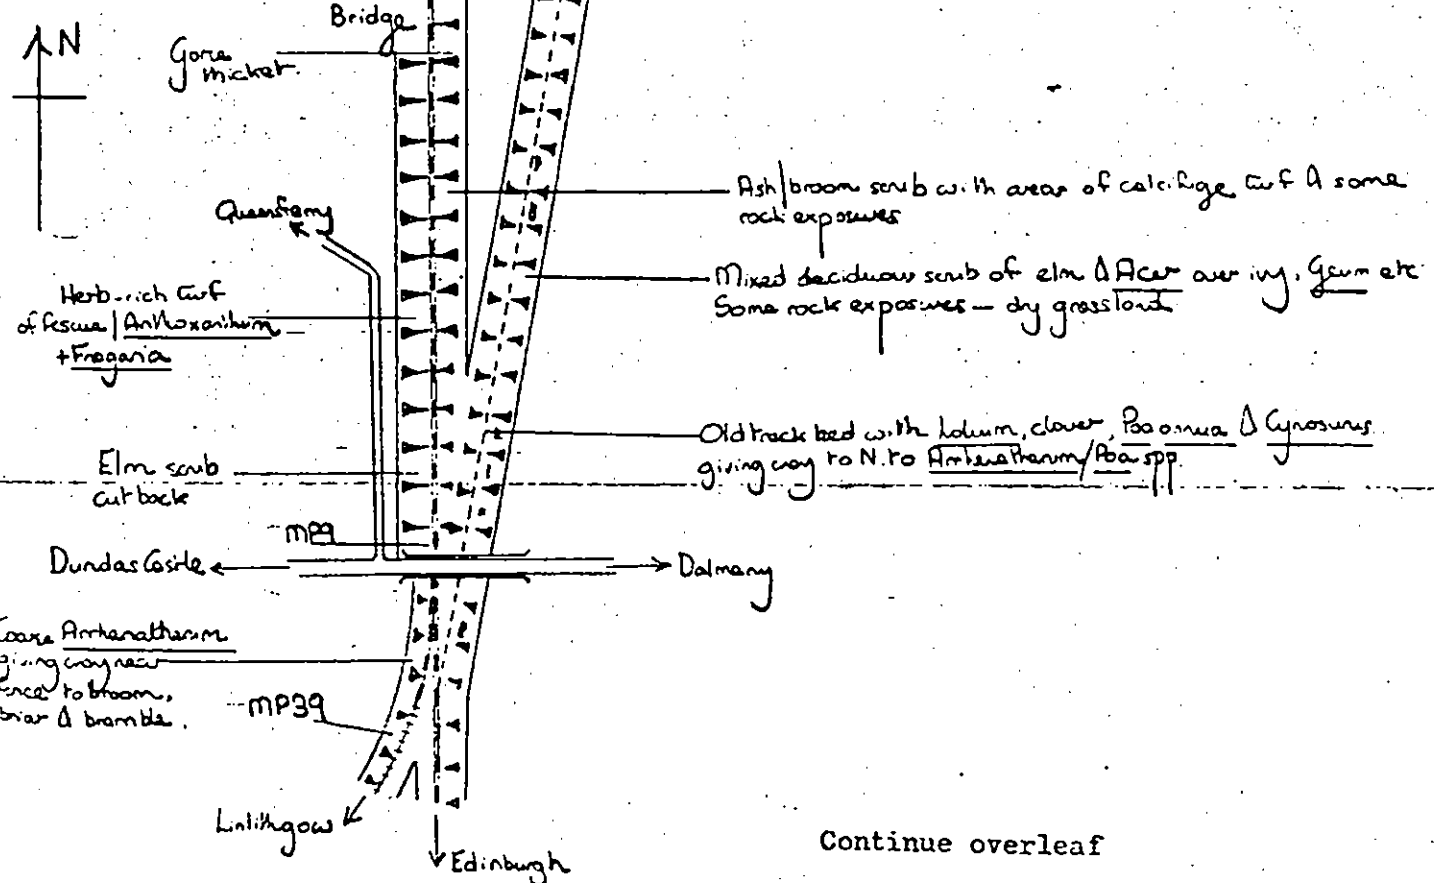 Bridge
N
Gorse
thicket.
Ash/broom scrub with areas of calcifuge turf & some
rock exposures
Queensferry
Mixed deciduous scrub of elm & Acer over ivy, Geum etc
Some rock exposures — dry grassland
Herb-rich turf
of fescue/Anthoxanthum
+Fragaria
Old track bed with Lolium, clover, Poa annua & Cynosurus
giving way to N. to Arrhenatherum/Poa spp.
Elm scrub
cut back
MP9
Dundas Castle
Dalmeny
Coarse Arrhenatherum
giving way near
fence to broom,
briar & bramble.
MP39
Linlithgow
Edinburgh
Continue overleaf